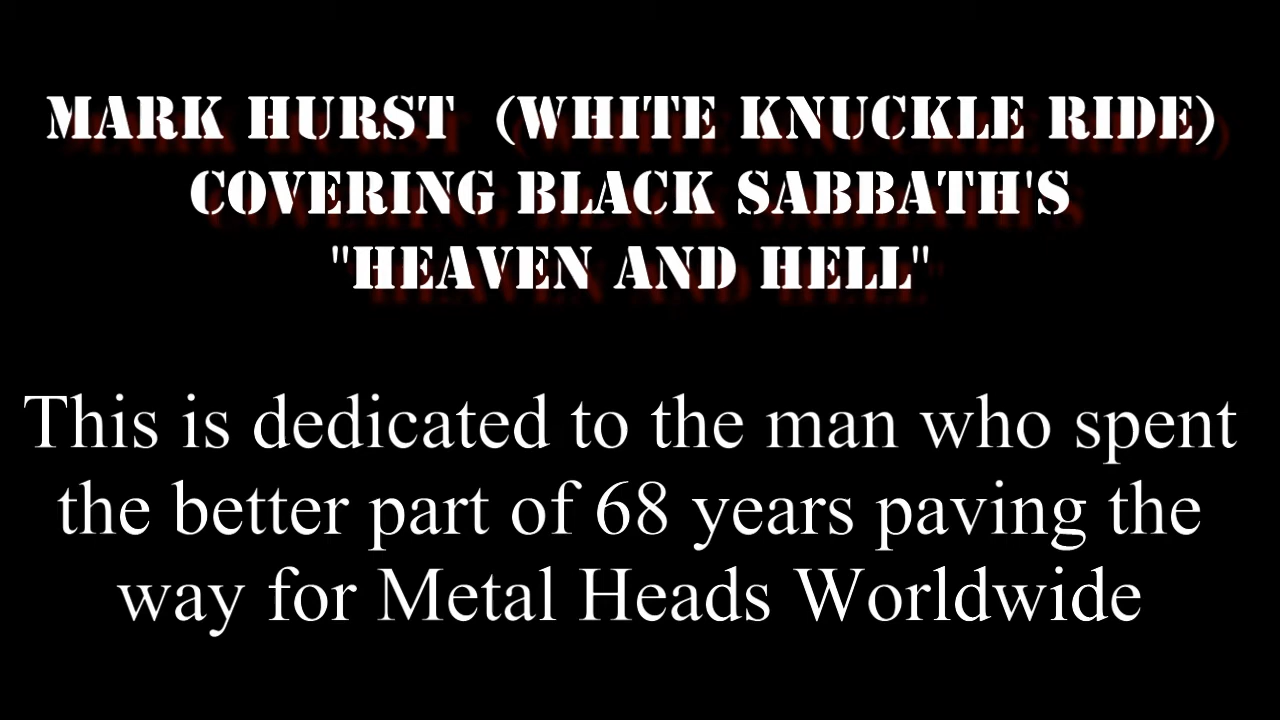 MARK HURST (WHITE KNUCKLE RIDE)
COVERING BLACK SABBATH'S
"HEAVEN AND HELL"
This is dedicated to the man who spent
the better part of 68 years paving the
way for Metal Heads Worldwide